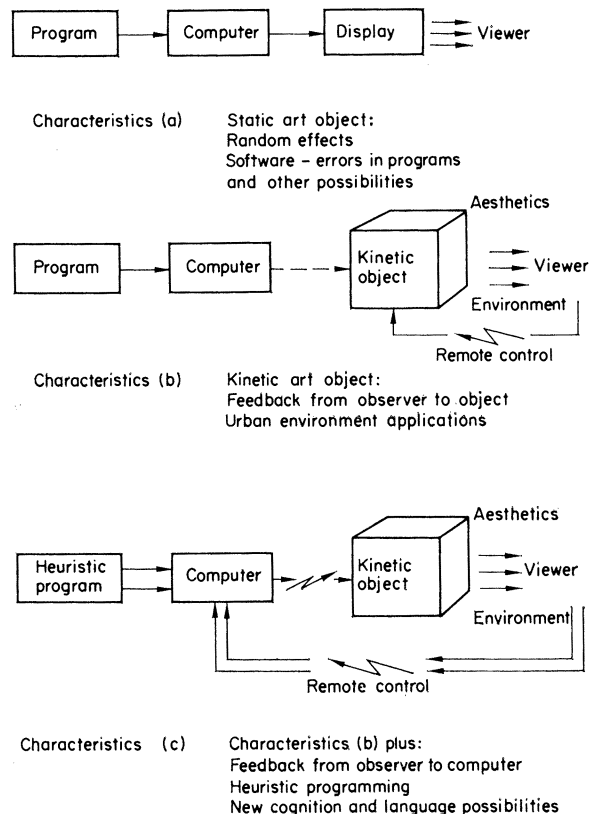 Program
Computer
Display
Viewer
Characteristics (a)
Static art object:
Random effects
Software - errors in programs
and other possibilities
Aesthetics
Program
Computer
Kinetic
object
Viewer
Environment
Remote control
Characteristics (b)
Kinetic art object:
Feedback from observer to object
Urban environment applications
Aesthetics
Heuristic
program
Computer
Kinetic
object
Viewer
Environment
Remote control
Characteristics (c)
Characteristics (b) plus:
Feedback from observer to computer
Heuristic programming
New cognition and language possibilities